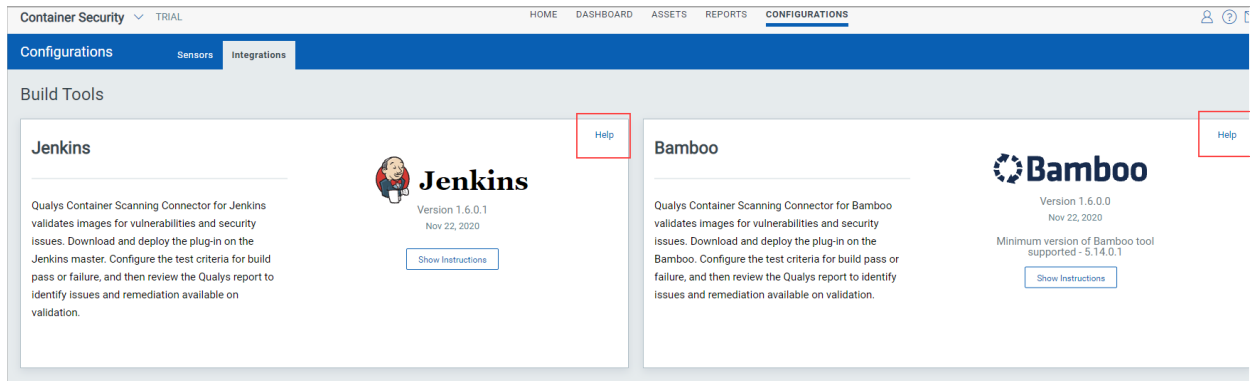 Container Security TRIAL HOME DASHBOARD ASSETS REPORTS CONFIGURATIONS
Configurations Sensors Integrations
Build Tools
Help
Jenkins
Jenkins
Qualys Container Scanning Connector for Jenkins
validates images for vulnerabilities and security
issues. Download and deploy the plug-in on the
Jenkins master. Configure the test criteria for build
pass or failure, and then review the Qualys report to
identify issues and remediation available on
validation.
Version 1.6.0.1
Nov 22, 2020
Show Instructions
Help
Bamboo
Bamboo
Qualys Container Scanning Connector for Bamboo
validates images for vulnerabilities and security
issues. Download and deploy the plug-in on the
Bamboo. Configure the test criteria for build pass or
failure, and then review the Qualys report to identify
issues and remediation available on validation.
Version 1.6.0.0
Nov 22, 2020
Minimum version of Bamboo tool
supported - 5.14.0.1
Show Instructions